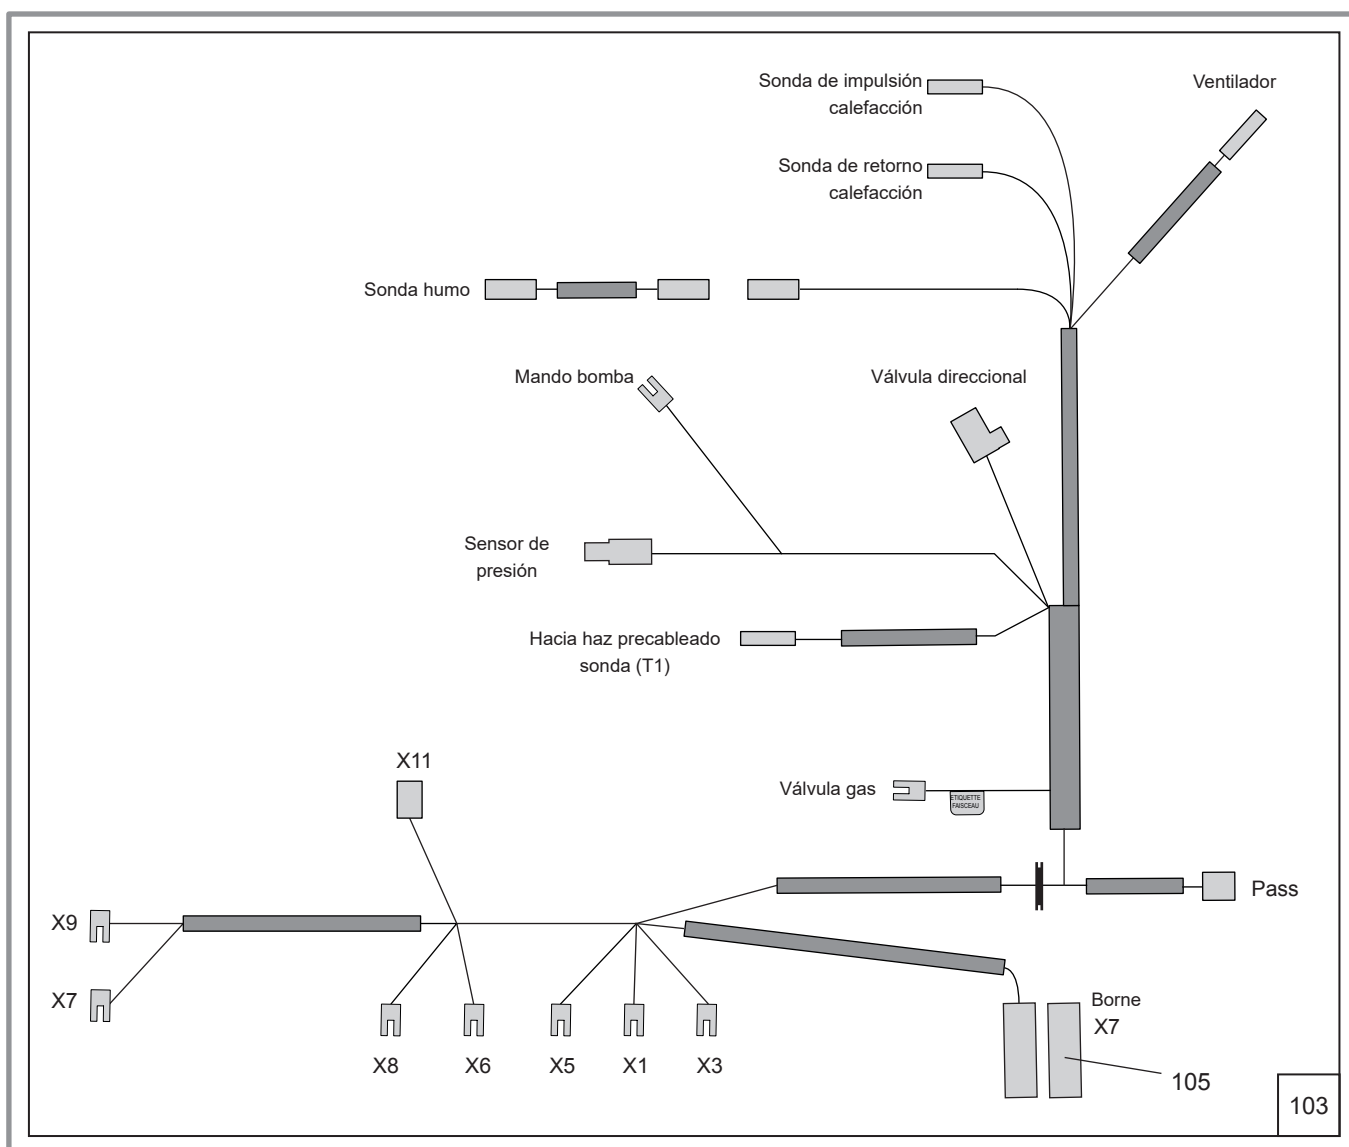 Sonda de impulsión
calefacción
Ventilador
Sonda de retorno
calefacción
Sonda humo
Mando bomba
Válvula direccional
Sensor de
presión
Hacia haz precableado
sonda (T1)
X11
Válvula gas
ETIQUETTE
FAISCEAU
Pass
X9
X7
Borne
X7
X8
X6
X5
X1
X3
105
103